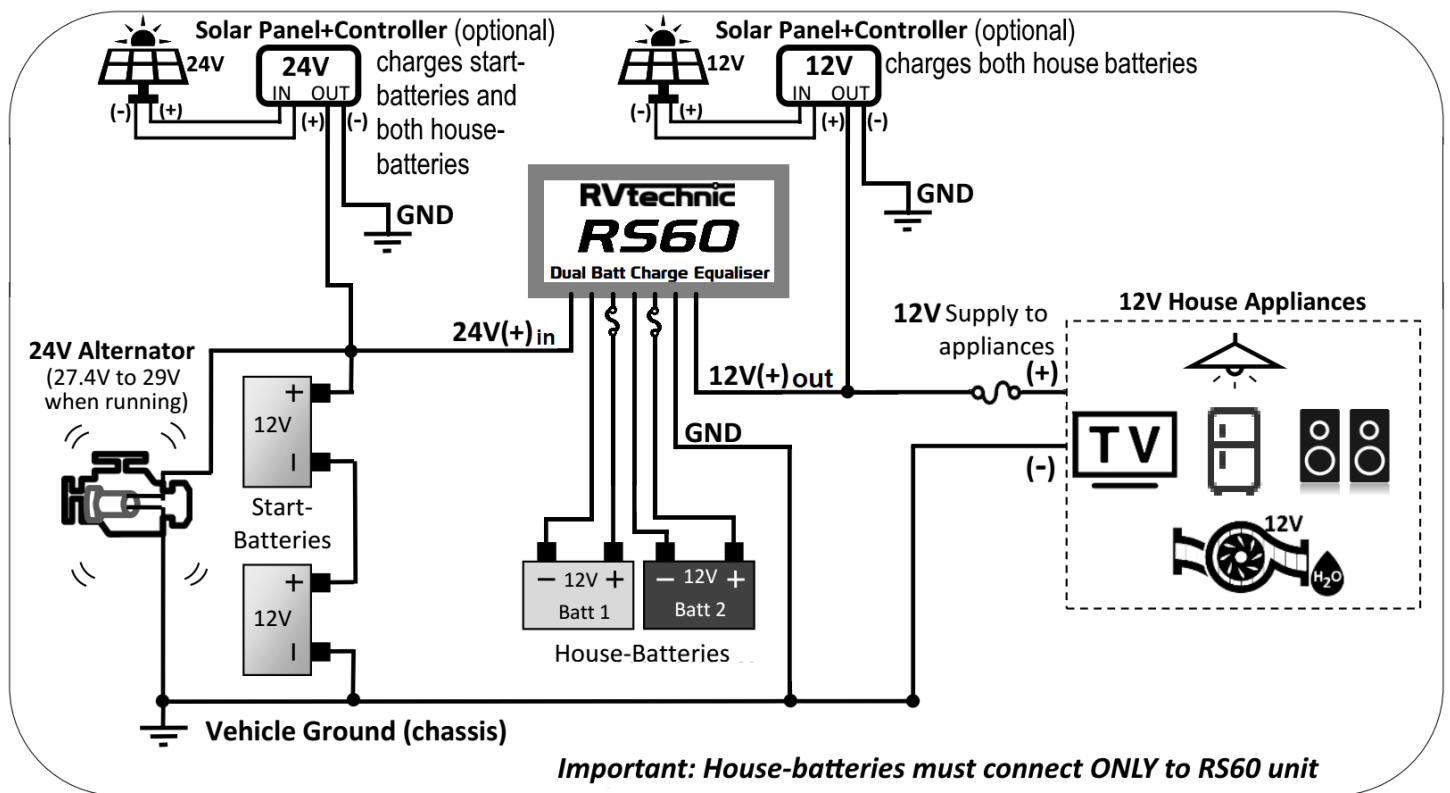 Solar Panel+Controller (optional)
24V
24V
IN OUT
(-) (+)
(+) (-)
charges start-
batteries and
both house-
batteries
GND
Solar Panel+Controller (optional)
12V
12V
IN OUT
(-) (+)
(+) (-)
charges both house batteries
GND
RVtechnic
RS60
Dual Batt Charge Equaliser
24V(+) in
12V(+) out
GND
12V Supply to
appliances
(+)
(-)
12V House Appliances
TV
12V
H2O
24V Alternator
(27.4V to 29V
when running)
+
12V
−
Start-
Batteries
+
12V
−
− 12V +
Batt 1
− 12V +
Batt 2
House-Batteries
Vehicle Ground (chassis)
Important: House-batteries must connect ONLY to RS60 unit